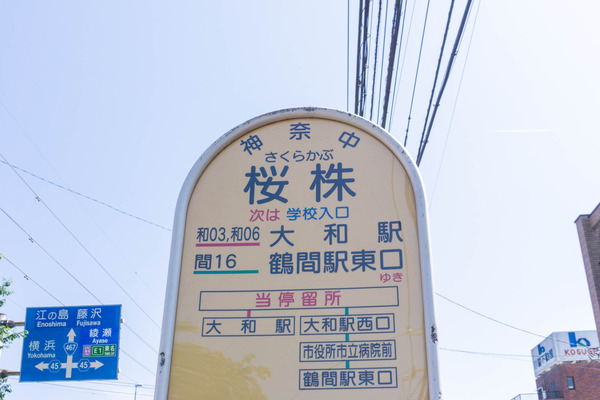 神奈中
さくらかぶ
桜株
次は 学校入口
和03,和06 大和駅
間16 鶴間駅東口
ゆき
当停留所
大和駅 大和駅西口
市役所市立病院前
鶴間駅東口
江の島 藤沢
Enoshima Fujisawa
綾瀬
Ayase
横浜
Yokohama
467
E1
45 45
KOSUG